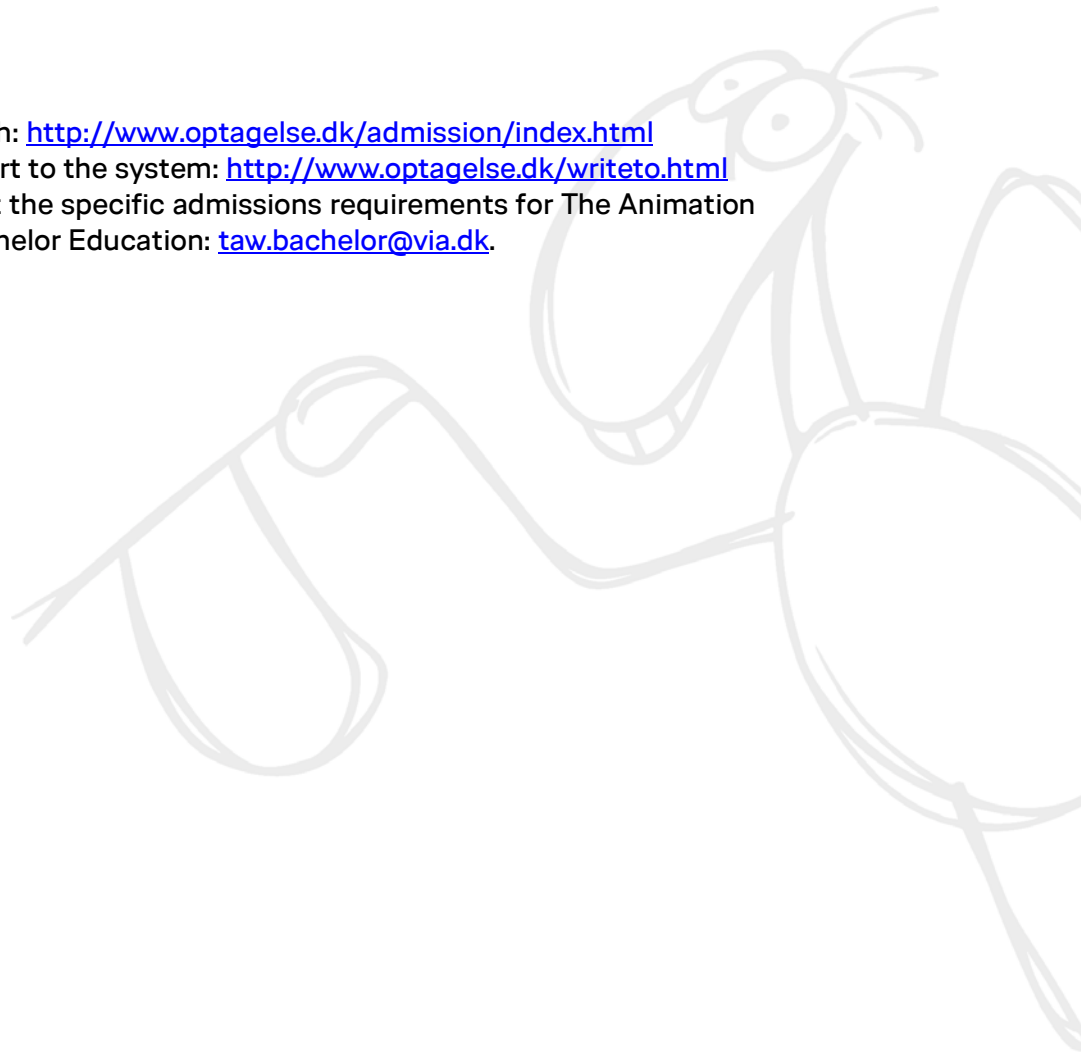 n: http://www.optagelse.dk/admission/index.html
rt to the system: http://www.optagelse.dk/writeto.html
t the specific admissions requirements for The Animation
helor Education: taw.bachelor@via.dk.